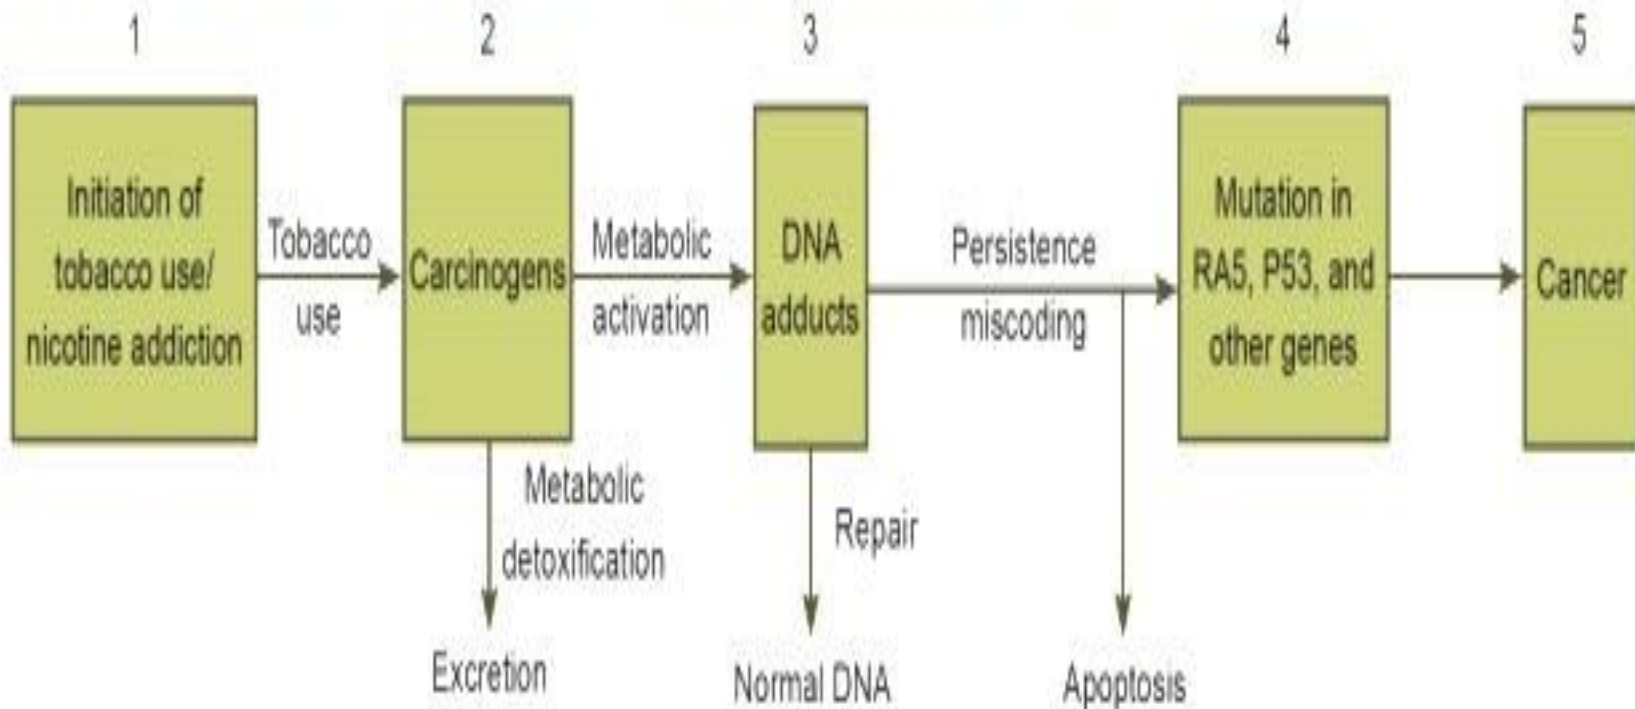 1
2
3
4
5
Initiation of
tobacco use/
nicotine addiction
Tobacco
use
Carcinogens
Metabolic
activation
DNA
adducts
Persistence
miscoding
Mutation in
RA5, P53, and
other genes
Cancer
Metabolic
detoxification
Repair
Excretion
Normal DNA
Apoptosis